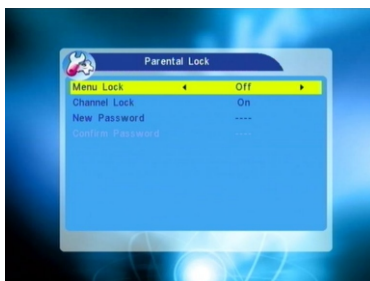 Parental Lock
Menu Lock Off
Channel Lock On
New Password ----
Confirm Password ----